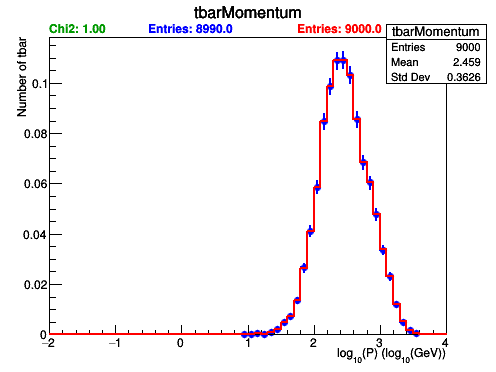 tbarMomentum
Chi2: 1.00 Entries: 8990.0 Entries: 9000.0
tbarMomentum
Entries 9000
Mean 2.459
Std Dev 0.3626
Number of tbar
0.1
0.08
0.06
0.04
0.02
0
−2 −1 0 1 2 3 4
log10(P) (log10(GeV))